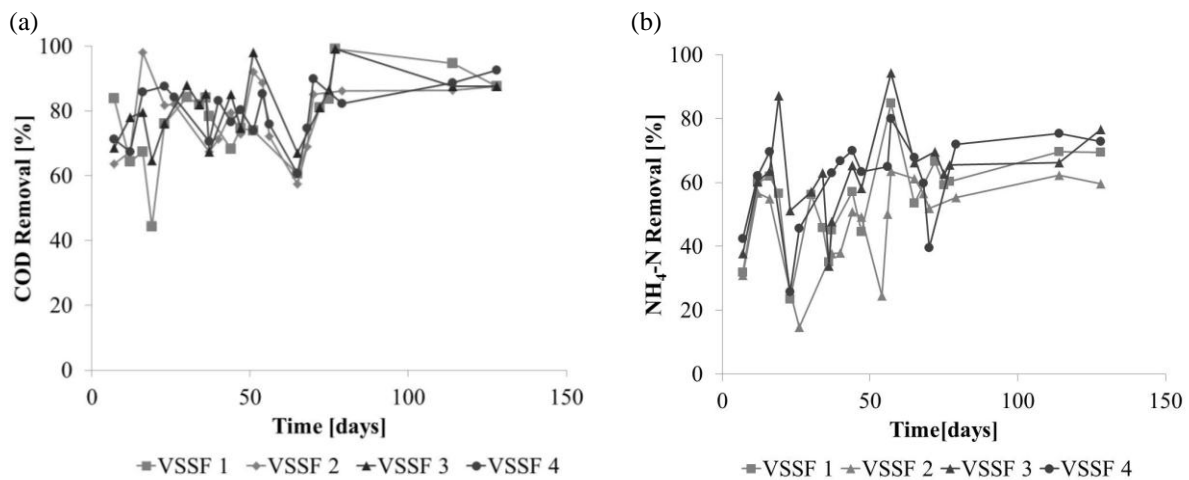 (a)
100
80
60
40
20
0
COD Removal [%]
0 50 100 150
Time [days]
VSSF 1 VSSF 2 VSSF 3 VSSF 4
(b)
100
80
60
40
20
0
NH₄-N Removal [%]
0 50 100 150
Time[days]
VSSF 1 VSSF 2 VSSF 3 VSSF 4